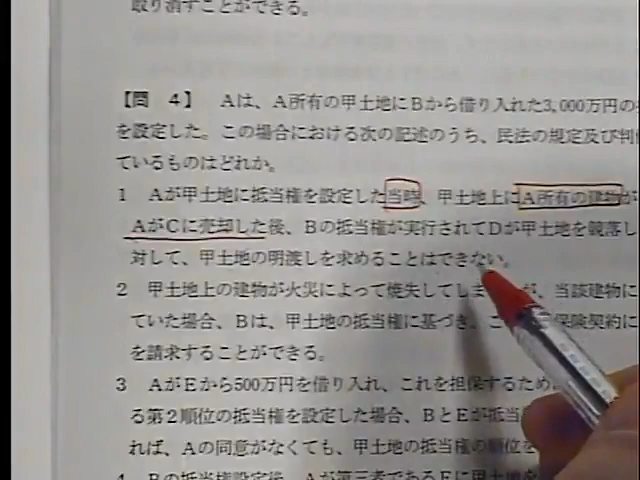 取り消すことができる。
【問 4】 Aは、A所有の甲土地にBから借り入れた3,000万円の
を設定した。この場合における次の記述のうち、民法の規定及び判
ているものはどれか。
1 Aが甲土地に抵当権を設定した当時、甲土地上にA所有の建物が
AがCに売却した後、Bの抵当権が実行されてDが甲土地を競落し
対して、甲土地の明渡しを求めることはできない。
2 甲土地上の建物が火災によって焼失してしま が、当該建物に
ていた場合、Bは、甲土地の抵当権に基づき、こ 保険契約に
を請求することができる。
3 AがEから500万円を借り入れ、これを担保するため
る第2順位の抵当権を設定した場合、BとEが抵当
れば、Aの同意がなくても、甲土地の抵当権の順位を
4 Bの抵当権設定後、Aが第三者であるFに甲土地を